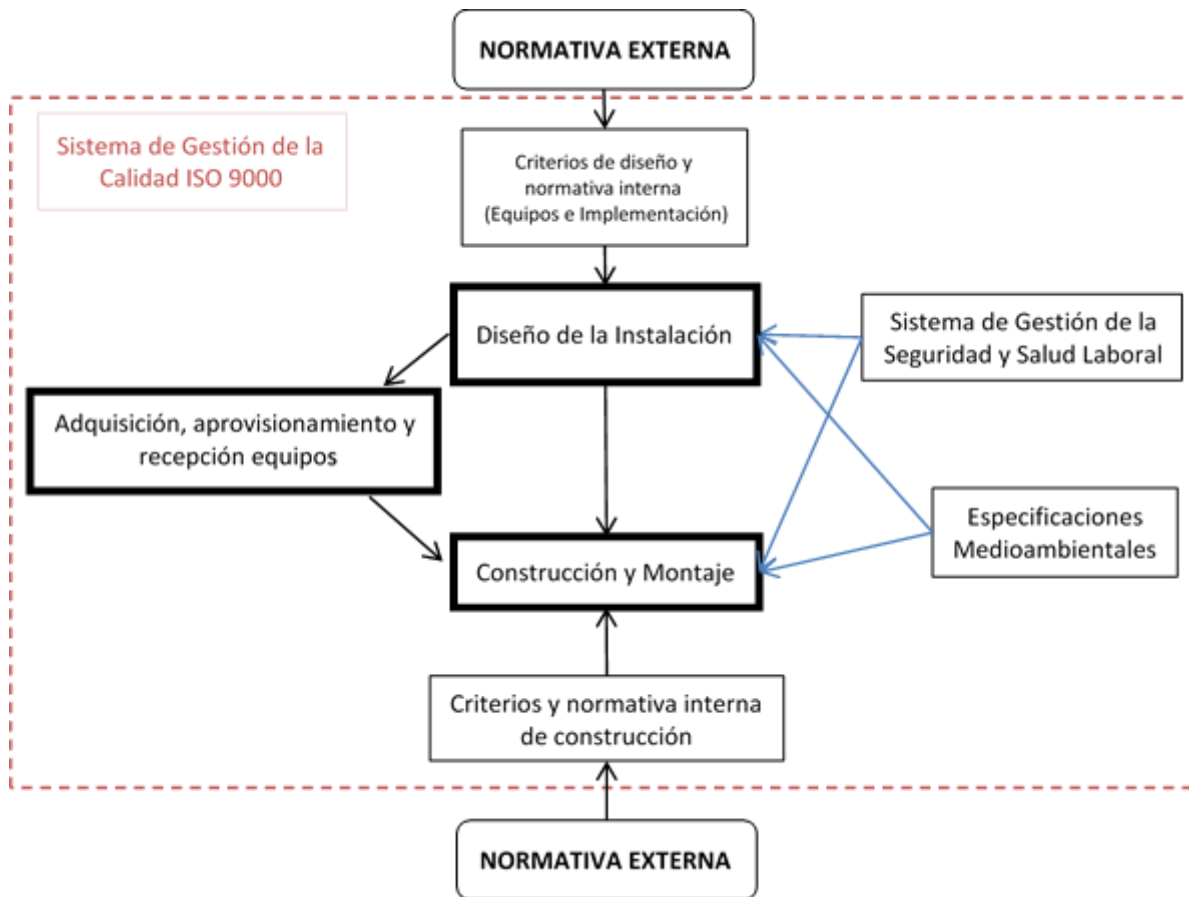 NORMATIVA EXTERNA
Sistema de Gestión de la
Calidad ISO 9000
Criterios de diseño y
normativa interna
(Equipos e Implementación)
Diseño de la Instalación
Sistema de Gestión de la
Seguridad y Salud Laboral
Adquisición, aprovisionamiento y
recepción equipos
Especificaciones
Medioambientales
Construcción y Montaje
Criterios y normativa interna
de construcción
NORMATIVA EXTERNA